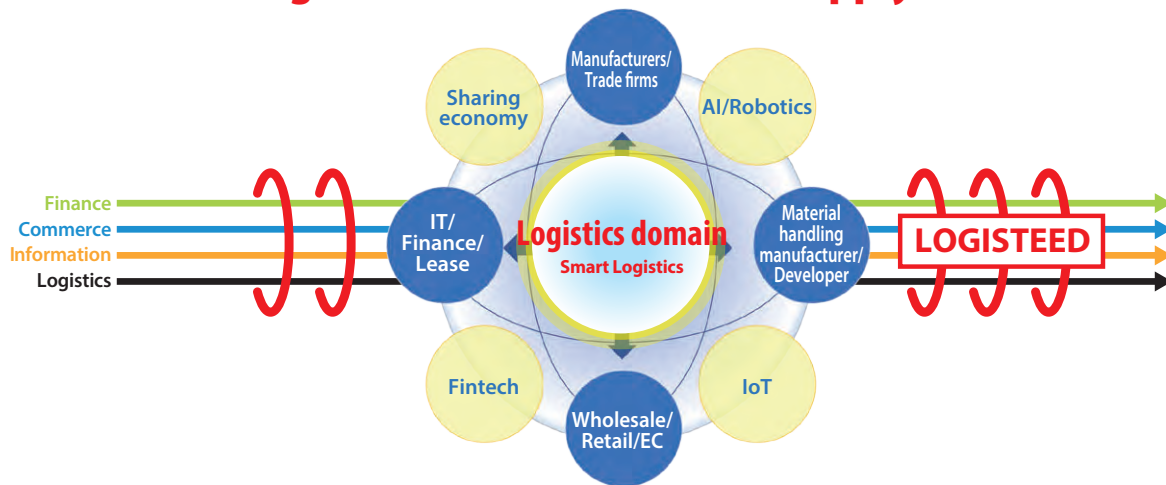 Manufacturers/
Trade firms
Sharing
economy
AI/Robotics
Finance
Commerce
Information
Logistics
IT/
Finance/
Lease
Logistics domain
Smart Logistics
Material
handling
manufacturer/
Developer
LOGISTEED
Fintech
IoT
Wholesale/
Retail/EC